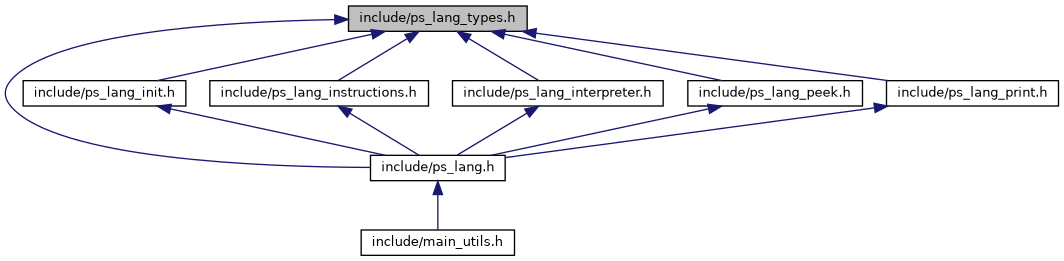 include/ps_lang_types.h
include/ps_lang_init.h
include/ps_lang_instructions.h
include/ps_lang_interpreter.h
include/ps_lang_peek.h
include/ps_lang_print.h
include/ps_lang.h
include/main_utils.h